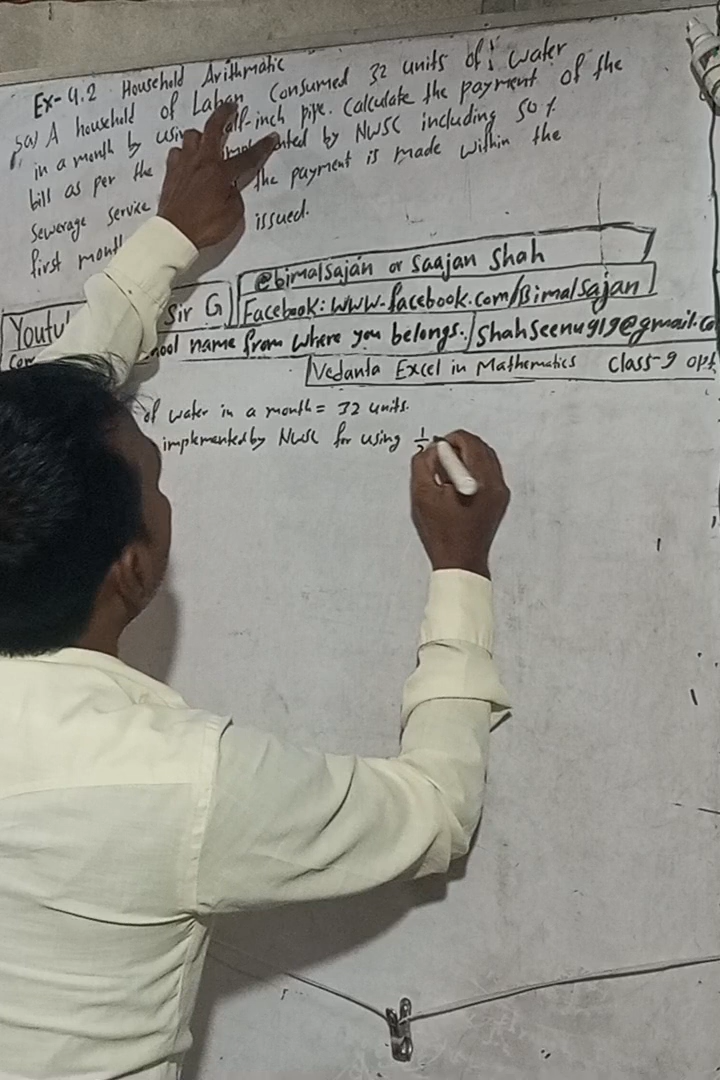 Ex- 4.2 Household Arithmatic
5a) A household of Laban consumed 32 units of water
in a month by using half-inch pipe. Calculate the payment of the
bill as per the implemented by NWSC including 50%
Sewerage service the payment is made within the
first month issued.
@bimalsajan or Saajan Shah
Youtu Sir G Facebook: www.facebook.com/Bimalsajan
Com hool name from where you belongs. Shahseenu919@gmail.co
Vedanta Excel in Mathematics Class-9 opt
of water in a month = 32 units.
implemented by NWSC for using 1/2